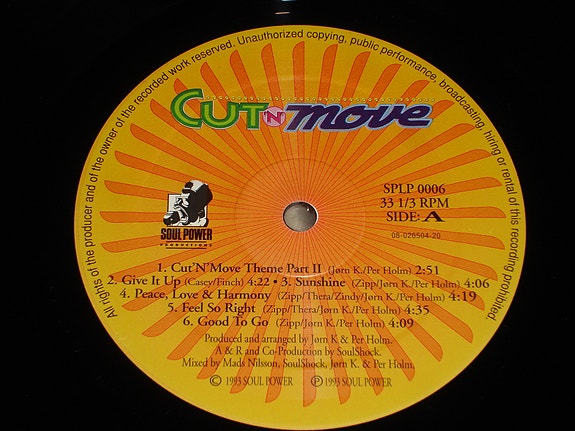 All rights of the producer and of the owner of the recorded work reserved. Unauthorized copying, public performance, broadcasting, hiring or rental of this record prohibited.
CUT 'N' move
SOUL POWER
PRODUCTIONS
SPLP 0006
33 1/3 RPM
SIDE: A
08-026504-20
1. Cut'N'Move Theme Part II (Jørn K./Per Holm) 2:51
2. Give It Up (Casey/Finch) 4:22 • 3. Sunshine (Zipp/Jørn K./Per Holm) 4:06
4. Peace, Love & Harmony (Zipp/Thera/Zindy/Jørn K./Per Holm) 4:19
5. Feel So Right (Zipp/Thera/Jørn K./Per Holm) 4:35
6. Good To Go (Zipp/Jørn K./Per Holm) 4:09
Produced and arranged by Jørn K & Per Holm.
A & R and Co-Production by SoulShock.
Mixed by Mads Nilsson, SoulShock, Jørn K & Per Holm.
© 1993 SOUL POWER ℗ 1993 SOUL POWER